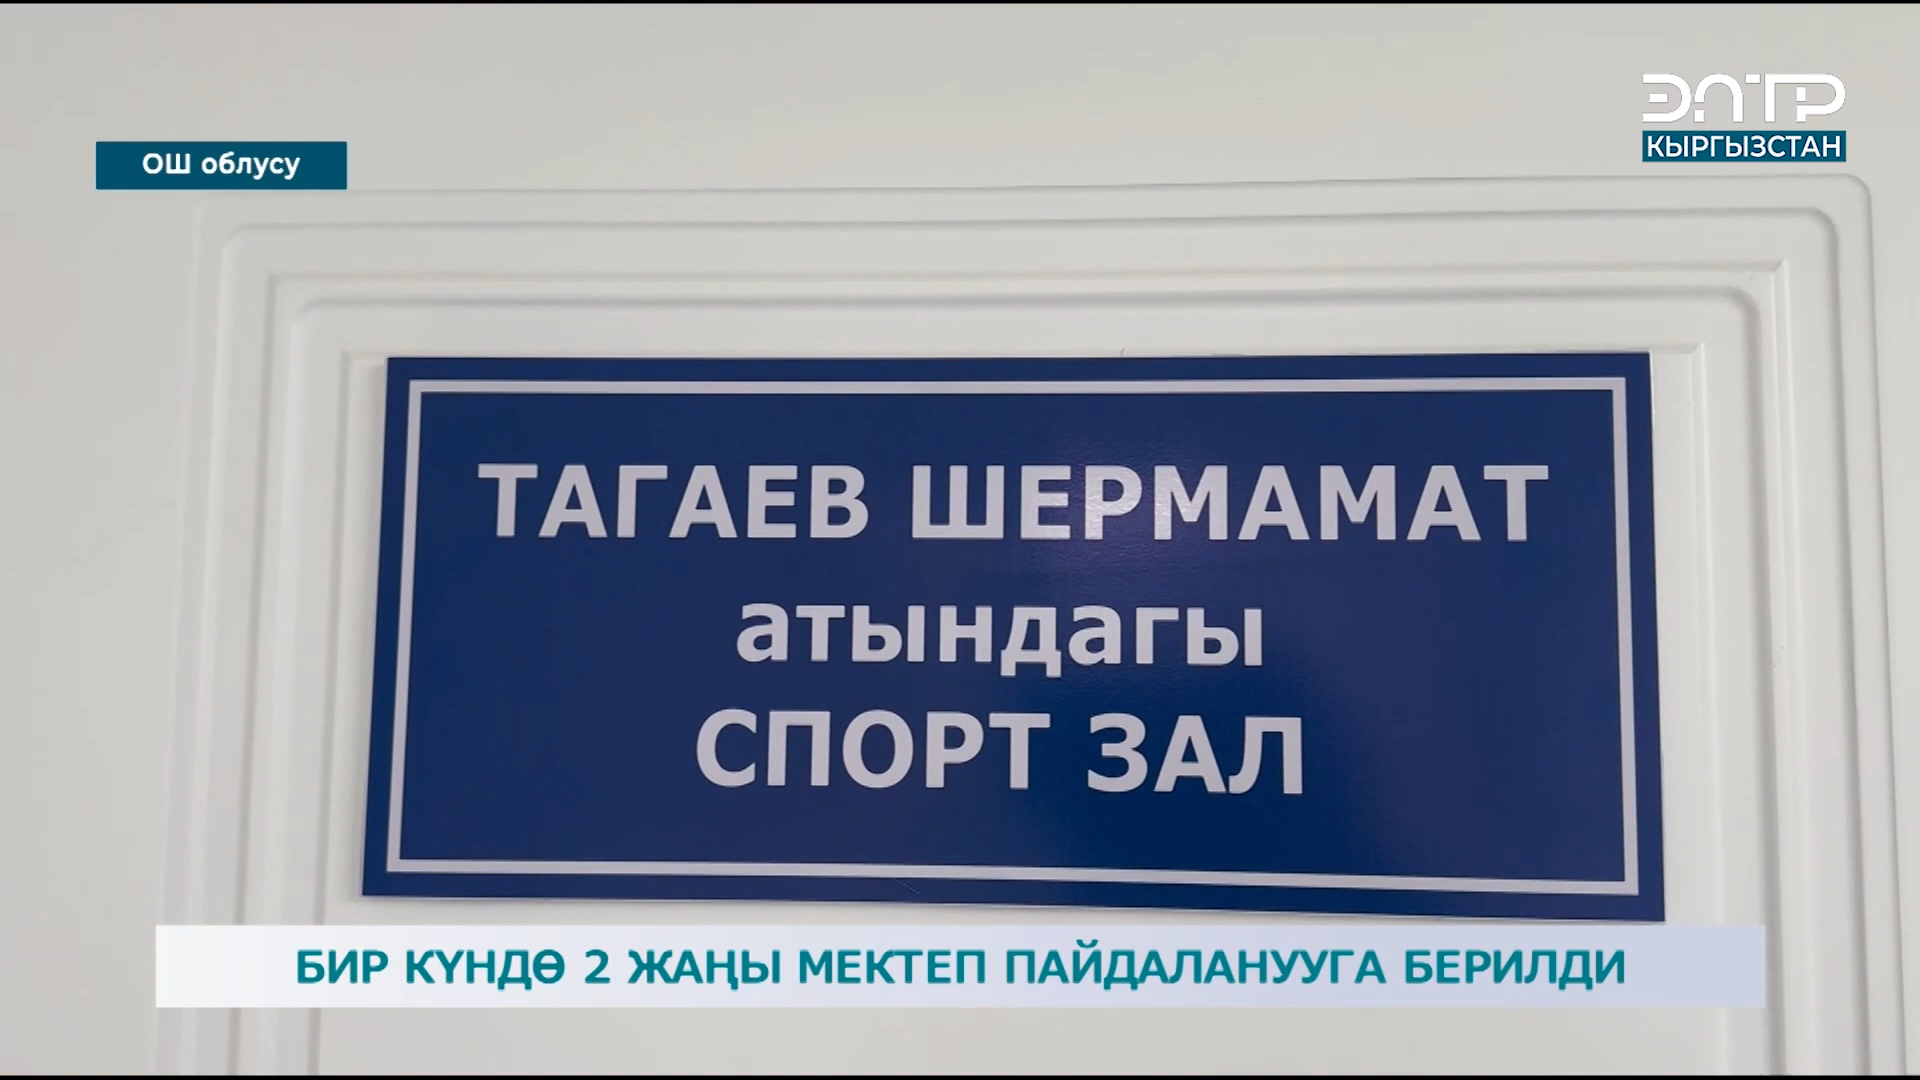 ЭЛТР
КЫРГЫЗСТАН
ОШ облусу
ТАГАЕВ ШЕРМАМАТ
атындагы
СПОРТ ЗАЛ
БИР КҮНДӨ 2 ЖАҢЫ МЕКТЕП ПАЙДАЛАНУУГА БЕРИЛДИ